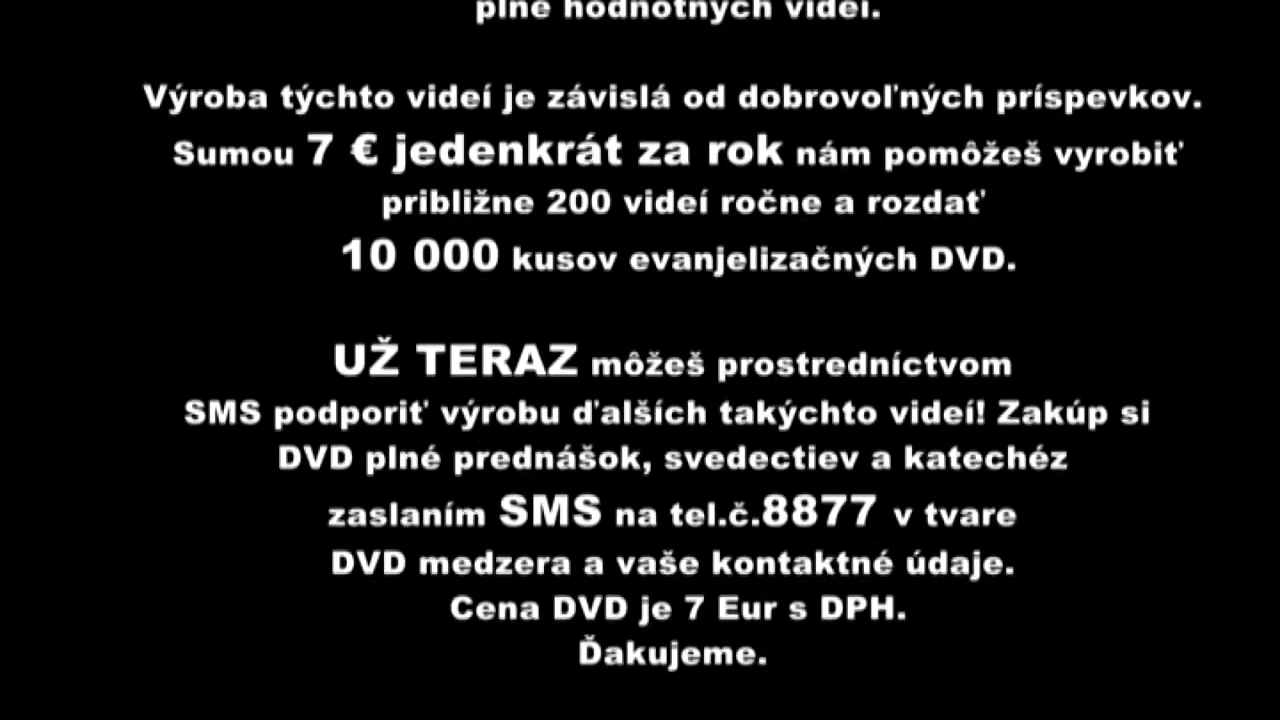 plné hodnotných videí.
Výroba týchto videí je závislá od dobrovoľných príspevkov.
Sumou 7 € jedenkrát za rok nám pomôžeš vyrobiť
približne 200 videí ročne a rozdať
10 000 kusov evanjelizačných DVD.
UŽ TERAZ môžeš prostredníctvom
SMS podporiť výrobu ďalších takýchto videí! Zakúp si
DVD plné prednášok, svedectiev a katechéz
zaslaním SMS na tel.č.8877 v tvare
DVD medzera a vaše kontaktné údaje.
Cena DVD je 7 Eur s DPH.
Ďakujeme.